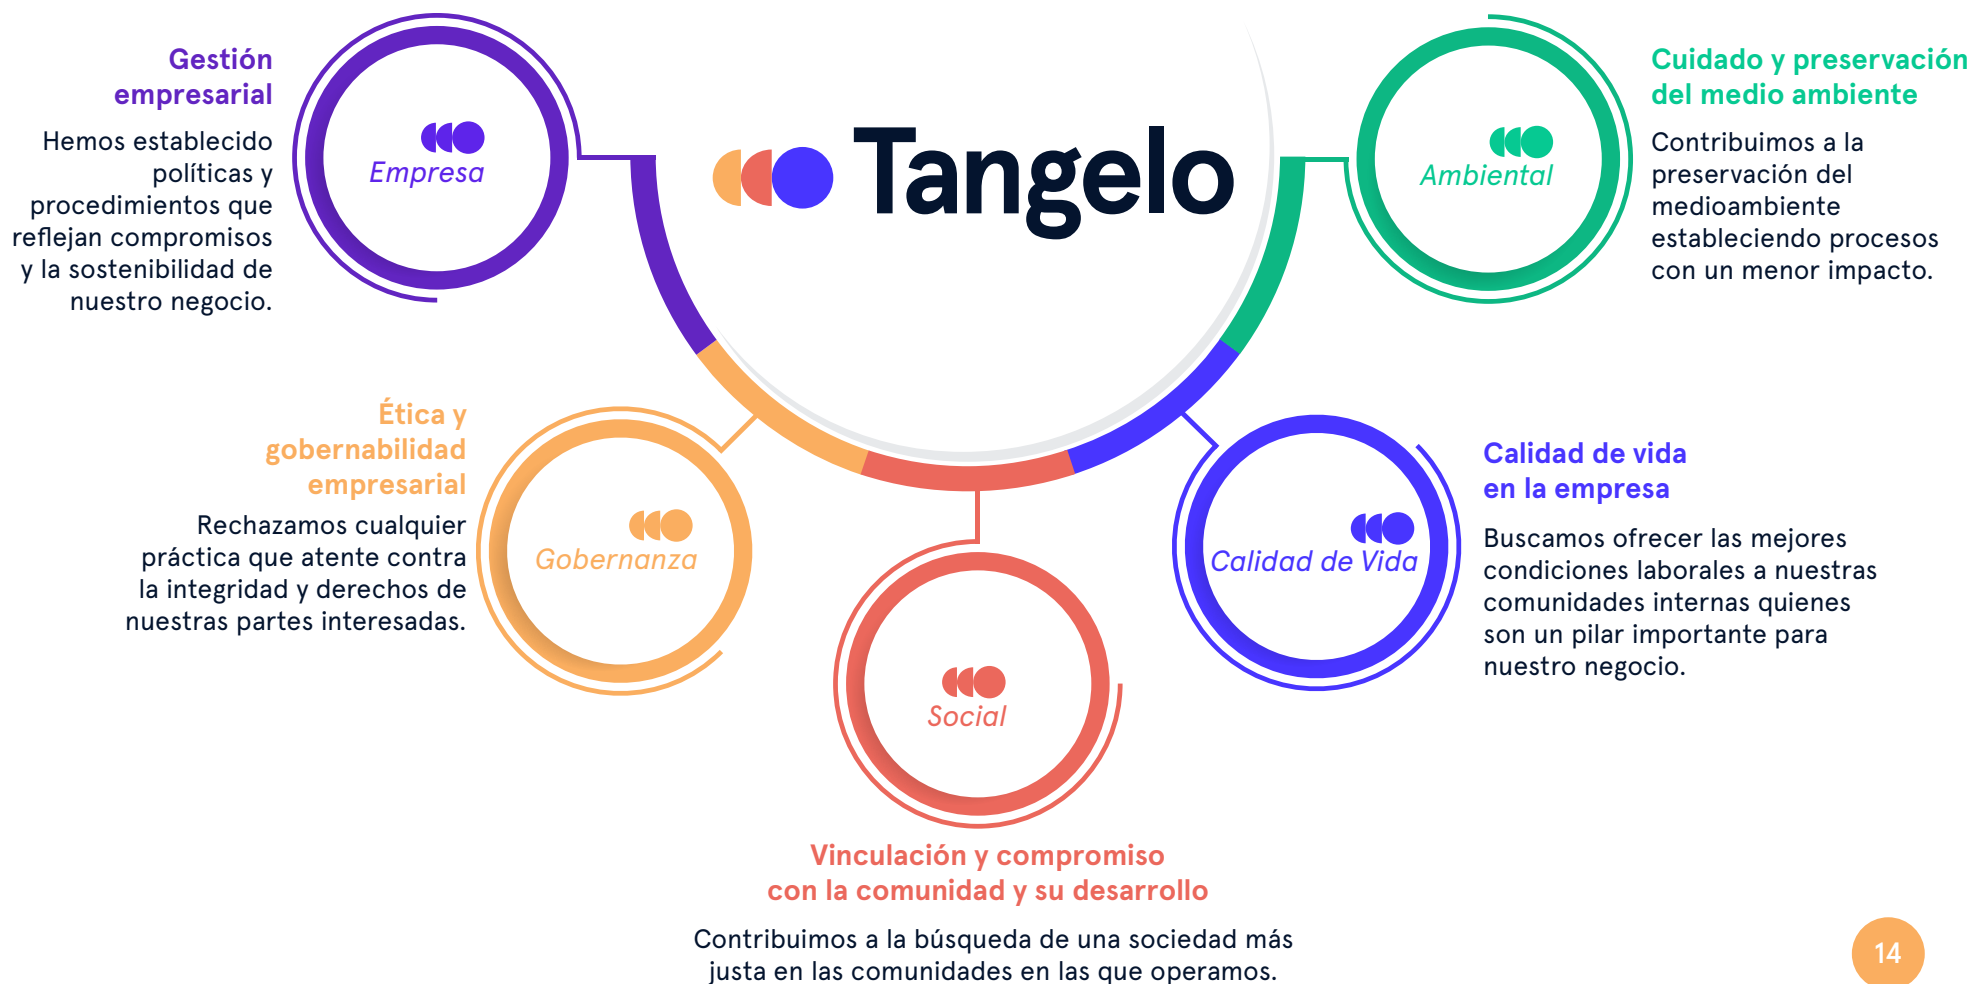 Tangelo
Gestión
empresarial
Hemos establecido
políticas y
procedimientos que
reflejan compromisos
y la sostenibilidad de
nuestro negocio.
Empresa
Ambiental
Cuidado y preservación
del medio ambiente
Contribuimos a la
preservación del
medioambiente
estableciendo procesos
con un menor impacto.
Ética y
gobernabilidad
empresarial
Rechazamos cualquier
práctica que atente contra
la integridad y derechos de
nuestras partes interesadas.
Gobernanza
Calidad de Vida
Calidad de vida
en la empresa
Buscamos ofrecer las mejores
condiciones laborales a nuestras
comunidades internas quienes
son un pilar importante para
nuestro negocio.
Social
Vinculación y compromiso
con la comunidad y su desarrollo
Contribuimos a la búsqueda de una sociedad más
justa en las comunidades en las que operamos.
14